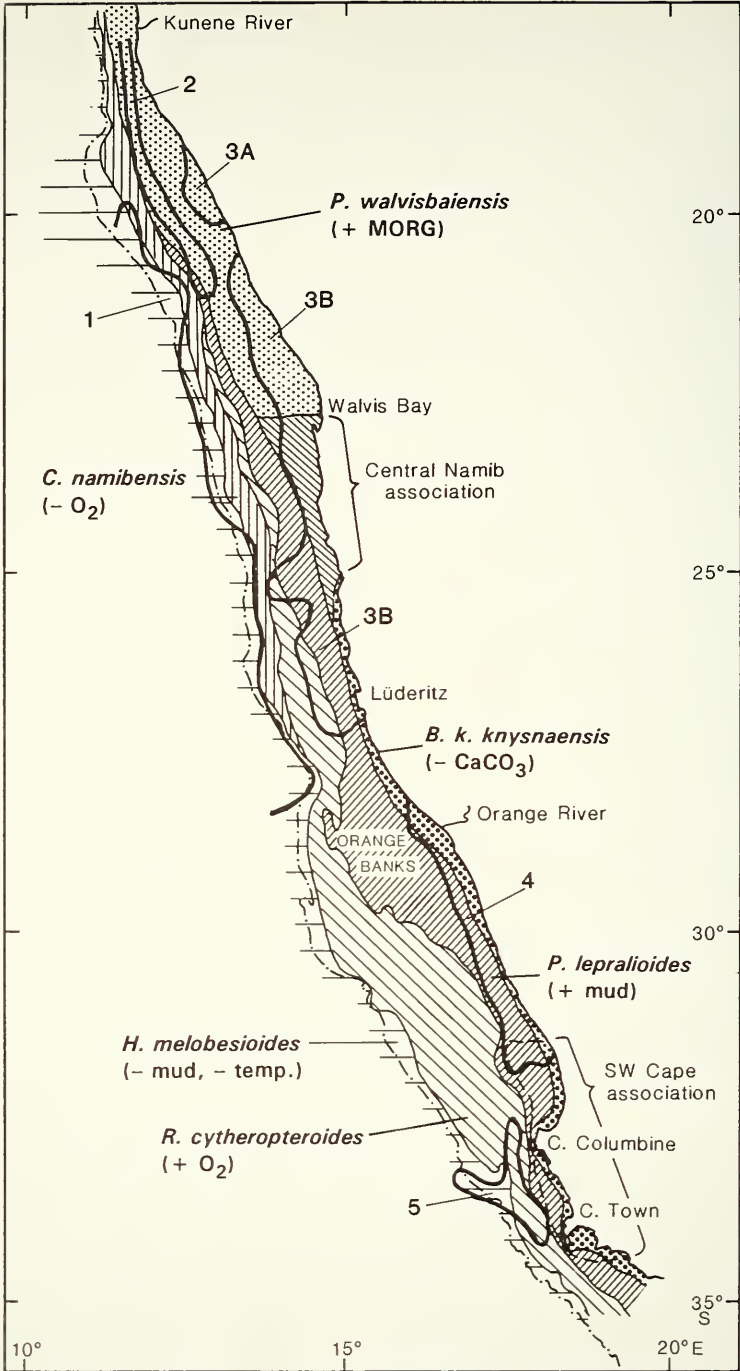 Kunene River
2
3A
P. walvisbaiensis
(+ MORG)
20°
1
3B
Walvis Bay
C. namibensis
(− O₂)
Central Namib
association
25°
3B
Lüderitz
B. k. knysnaensis
(− CaCO₃)
Orange River
ORANGE
BANKS
4
30°
P. lepralioides
(+ mud)
H. melobesioides
(− mud, − temp.)
SW Cape
association
R. cytheropteroides
(+ O₂)
C. Columbine
5
C. Town
35°
S
10°
15°
20°E